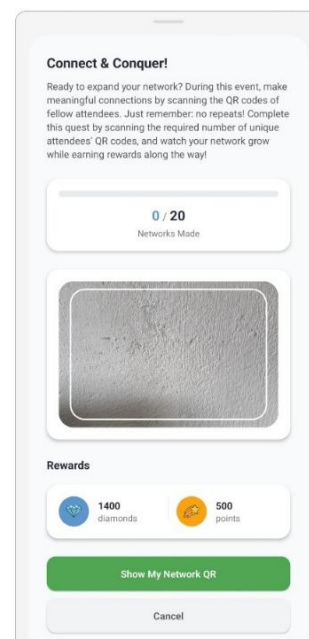 Connect & Conquer!
Ready to expand your network? During this event, make
meaningful connections by scanning the QR codes of
fellow attendees. Just remember: no repeats! Complete
this quest by scanning the required number of unique
attendees' QR codes, and watch your network grow
while earning rewards along the way!
0 / 20
Networks Made
Rewards
1400
diamonds
500
points
Show My Network QR
Cancel